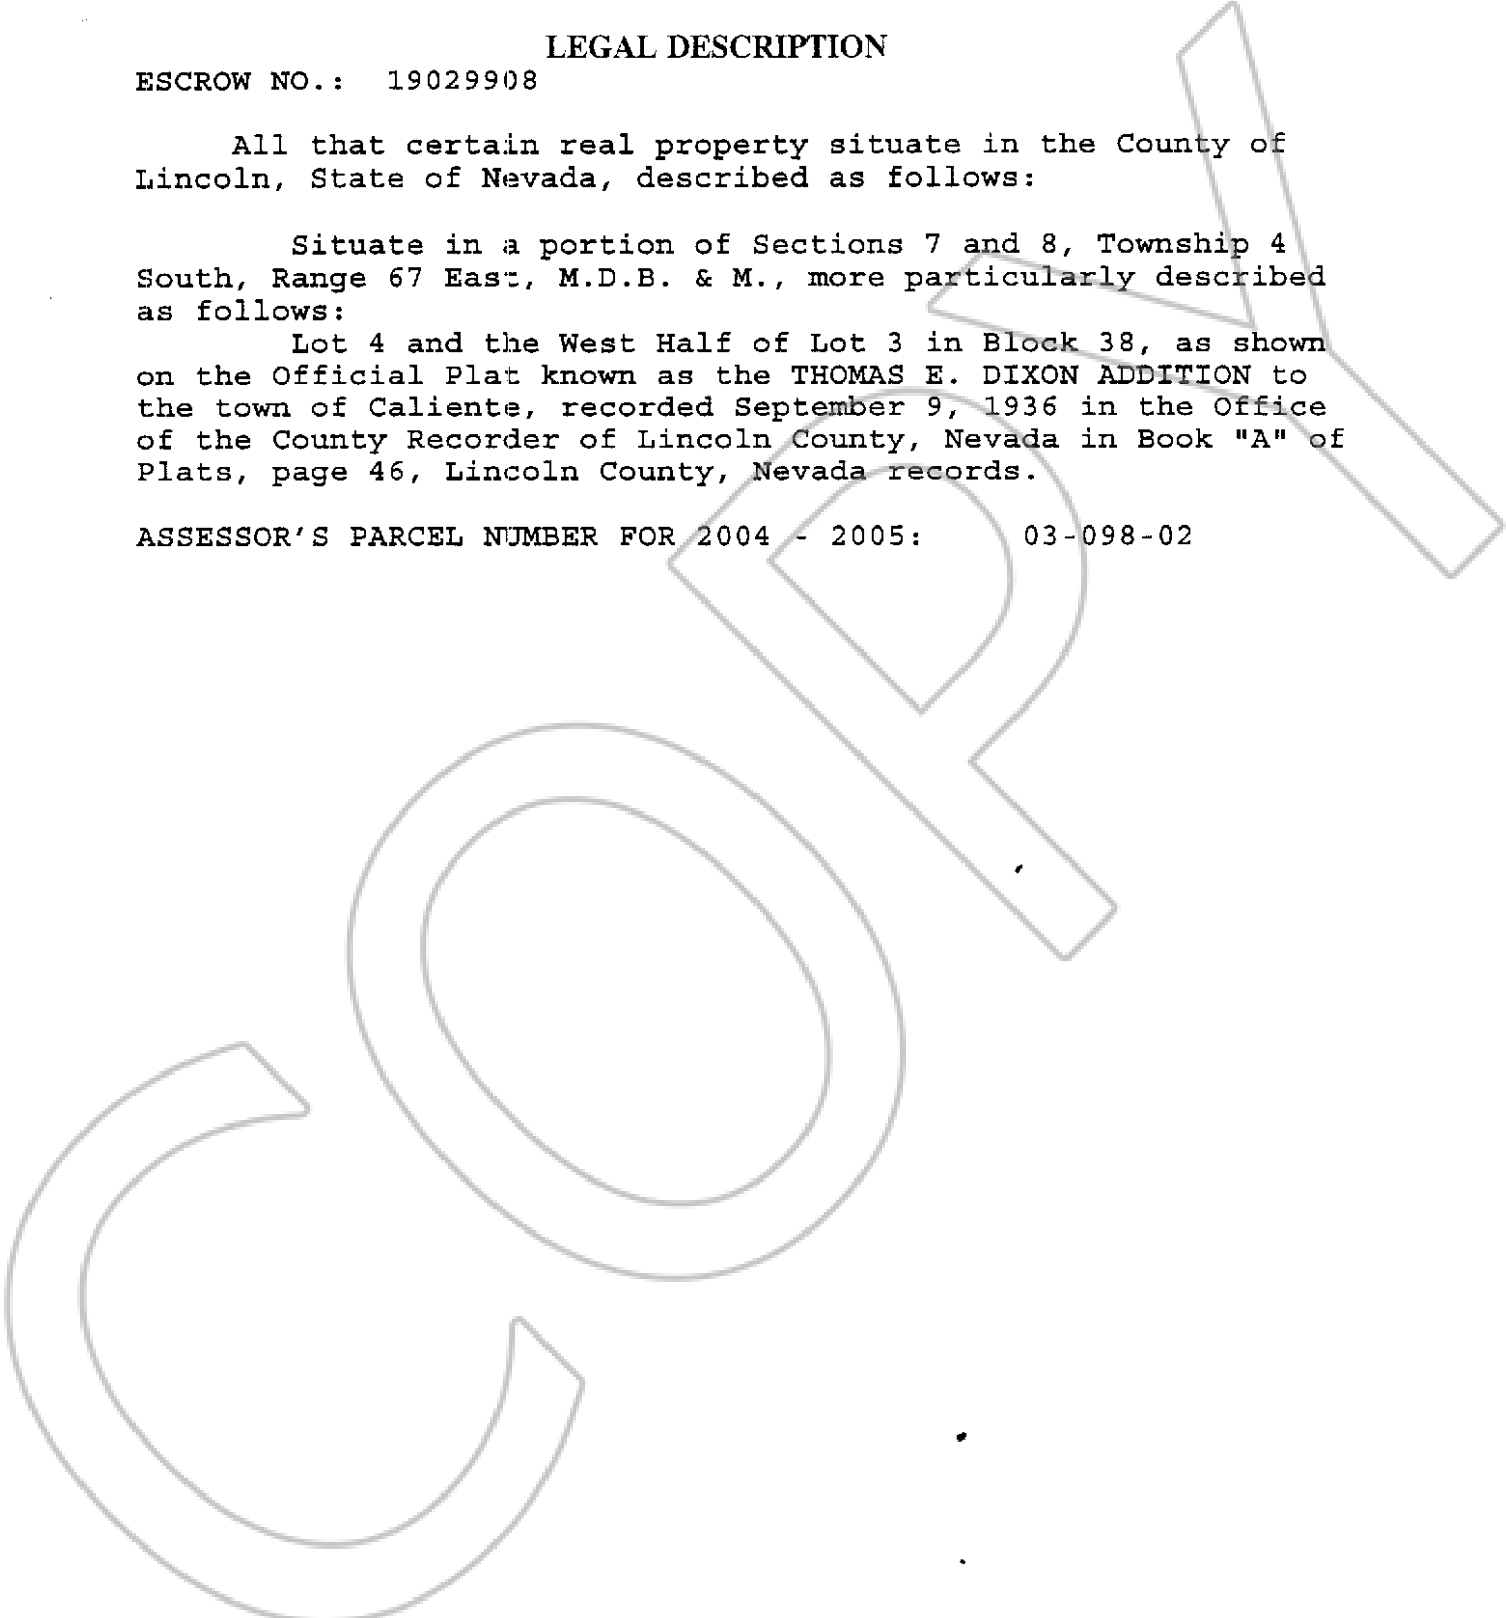 LEGAL DESCRIPTION
ESCROW NO.: 19029908
All that certain real property situate in the County of
Lincoln, State of Nevada, described as follows:
Situate in a portion of Sections 7 and 8, Township 4
South, Range 67 East, M.D.B. & M., more particularly described
as follows:
Lot 4 and the West Half of Lot 3 in Block 38, as shown
on the Official Plat known as the THOMAS E. DIXON ADDITION to
the town of Caliente, recorded September 9, 1936 in the Office
of the County Recorder of Lincoln County, Nevada in Book "A" of
Plats, page 46, Lincoln County, Nevada records.
ASSESSOR'S PARCEL NUMBER FOR 2004 - 2005: 03-098-02
COPY